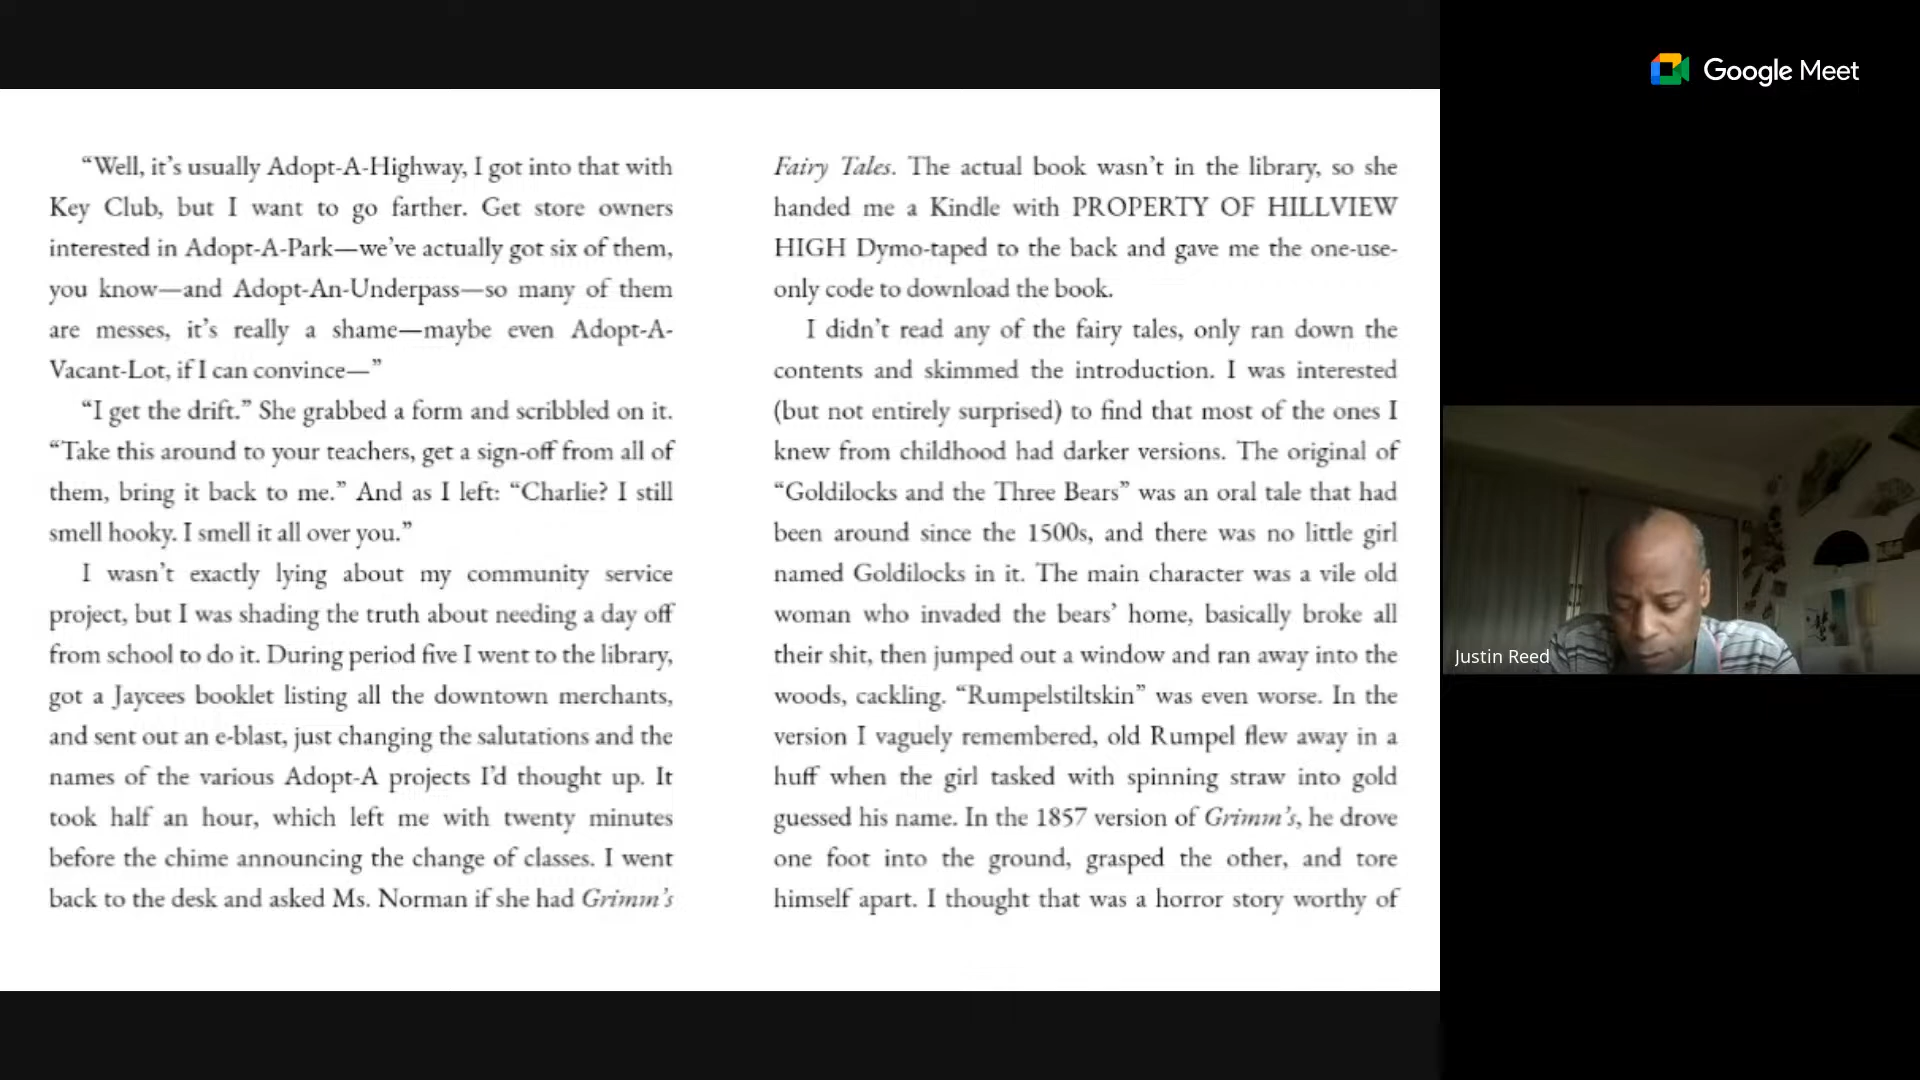 “Well, it’s usually Adopt-A-Highway, I got into that with
Key Club, but I want to go farther. Get store owners
interested in Adopt-A-Park—we’ve actually got six of them,
you know—and Adopt-An-Underpass—so many of them
are messes, it’s really a shame—maybe even Adopt-A-
Vacant-Lot, if I can convince—”
“I get the drift.” She grabbed a form and scribbled on it.
“Take this around to your teachers, get a sign-off from all of
them, bring it back to me.” And as I left: “Charlie? I still
smell hooky. I smell it all over you.”
I wasn’t exactly lying about my community service
project, but I was shading the truth about needing a day off
from school to do it. During period five I went to the library,
got a Jaycees booklet listing all the downtown merchants,
and sent out an e-blast, just changing the salutations and the
names of the various Adopt-A projects I’d thought up. It
took half an hour, which left me with twenty minutes
before the chime announcing the change of classes. I went
back to the desk and asked Ms. Norman if she had Grimm’s
Fairy Tales. The actual book wasn’t in the library, so she
handed me a Kindle with PROPERTY OF HILLVIEW
HIGH Dymo-taped to the back and gave me the one-use-
only code to download the book.
I didn’t read any of the fairy tales, only ran down the
contents and skimmed the introduction. I was interested
(but not entirely surprised) to find that most of the ones I
knew from childhood had darker versions. The original of
“Goldilocks and the Three Bears” was an oral tale that had
been around since the 1500s, and there was no little girl
named Goldilocks in it. The main character was a vile old
woman who invaded the bears’ home, basically broke all
their shit, then jumped out a window and ran away into the
woods, cackling. “Rumpelstiltskin” was even worse. In the
version I vaguely remembered, old Rumpel flew away in a
huff when the girl tasked with spinning straw into gold
guessed his name. In the 1857 version of Grimm’s, he drove
one foot into the ground, grasped the other, and tore
himself apart. I thought that was a horror story worthy of
Google Meet
Justin Reed